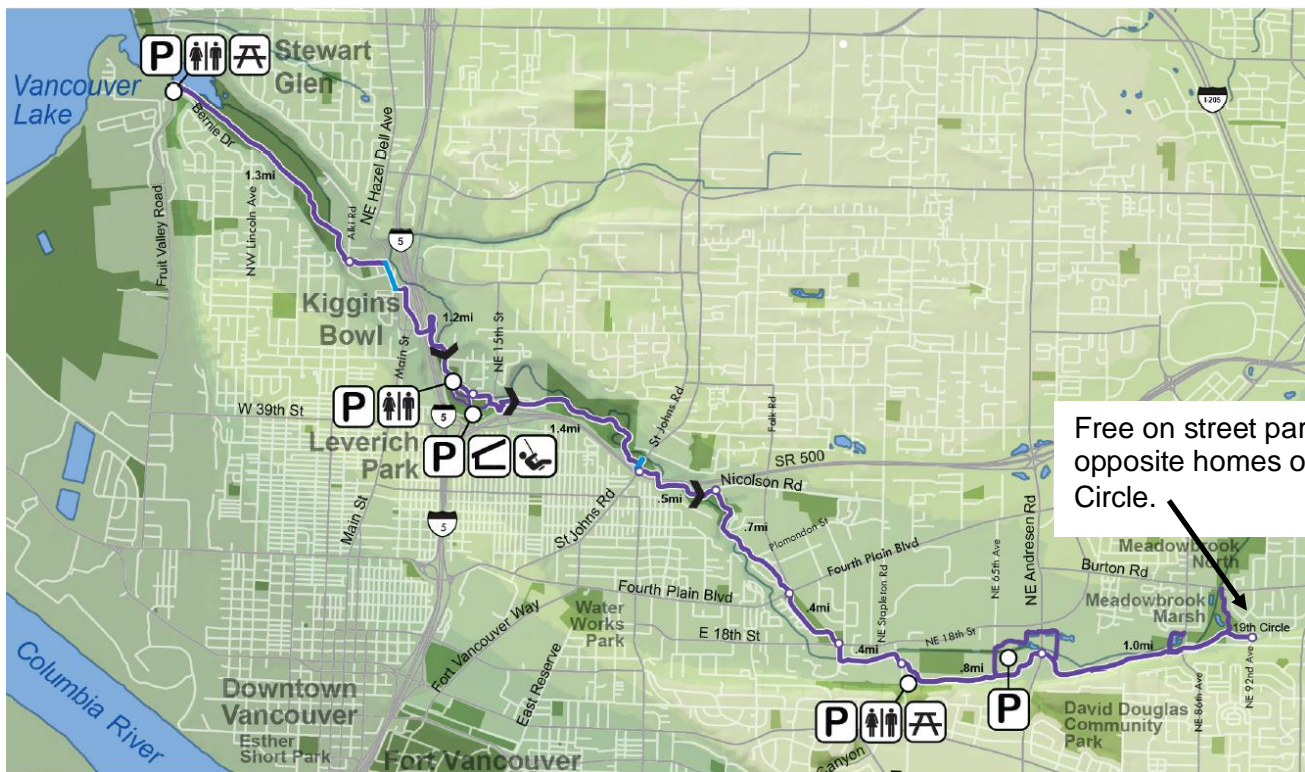 P
Stewart
Glen
Vancouver
Lake
Bernie Dr
1.3mi
NW Lincoln Ave
Fruit Valley Road
Alki Rd
NE Hazel Dell Ave
5
I-205
Kiggins
Bowl
1.2mi
Main St
NE 15th St
P
W 39th St
5
Leverich
Park
P
1.4mi
St Johns Rd
Falk Rd
SR 500
Nicolson Rd
.5mi
.7mi
Plomondon St
Free on street par
opposite homes o
Circle.
Main St
5
St Johns Rd
Fourth Plain Blvd
Fourth Plain Blvd
NE Stapleton Rd
NE 65th Ave
NE Andresen Rd
Burton Rd
Meadowbrook
North
Meadowbrook
Marsh
19th Circle
Water
Works
Park
.4mi
E 18th St
NE 18th St
.4mi
.8mi
1.0mi
NE 86th Ave
NE 92nd Ave
Fort Vancouver Way
East Reserve
Columbia River
Downtown
Vancouver
Esther
Short Park
Fort Vancouver
P
P
David Douglas
Community
Park
Canyon